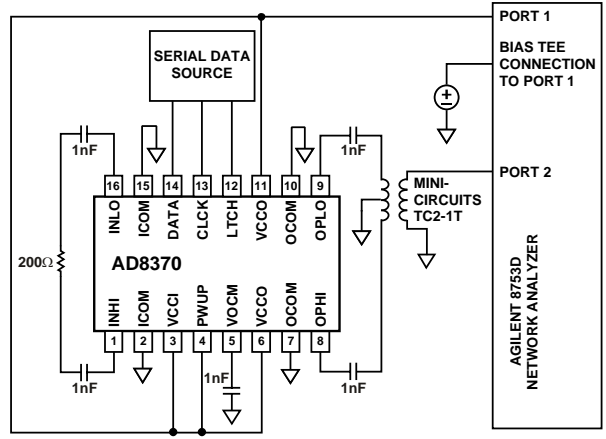 PORT 1
BIAS TEE
CONNECTION
TO PORT 1
SERIAL DATA
SOURCE
1nF
1nF
16
15
14
13
12
11
10
9
INLO
ICOM
DATA
CLCK
LTCH
VCCO
OCOM
OPLO
PORT 2
MINI-
CIRCUITS
TC2-1T
200Ω
AD8370
INHI
ICOM
VCCI
PWUP
VOCM
VCCO
OCOM
OPHI
1
2
3
4
5
6
7
8
1nF
1nF
1nF
AGILENT 8753D
NETWORK ANALYZER